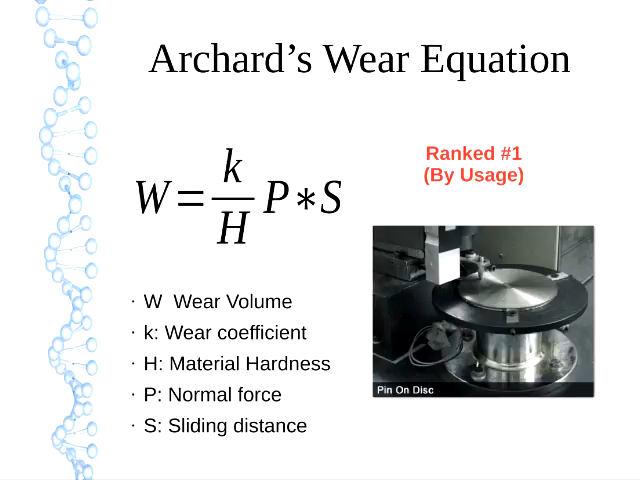 Archard’s Wear Equation
Ranked #1
(By Usage)
W = k/H P∗S
· W  Wear Volume
· k: Wear coefficient
· H: Material Hardness
· P: Normal force
· S: Sliding distance
Pin On Disc